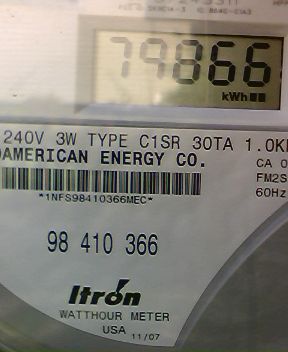 79866
kWh
240V 3W TYPE C1SR 30TA 1.0K
AMERICAN ENERGY CO.
CA 0
FM2S
60Hz
*1NFS98410366MEC*
98 410 366
Itron
WATTHOUR METER
USA 11/07